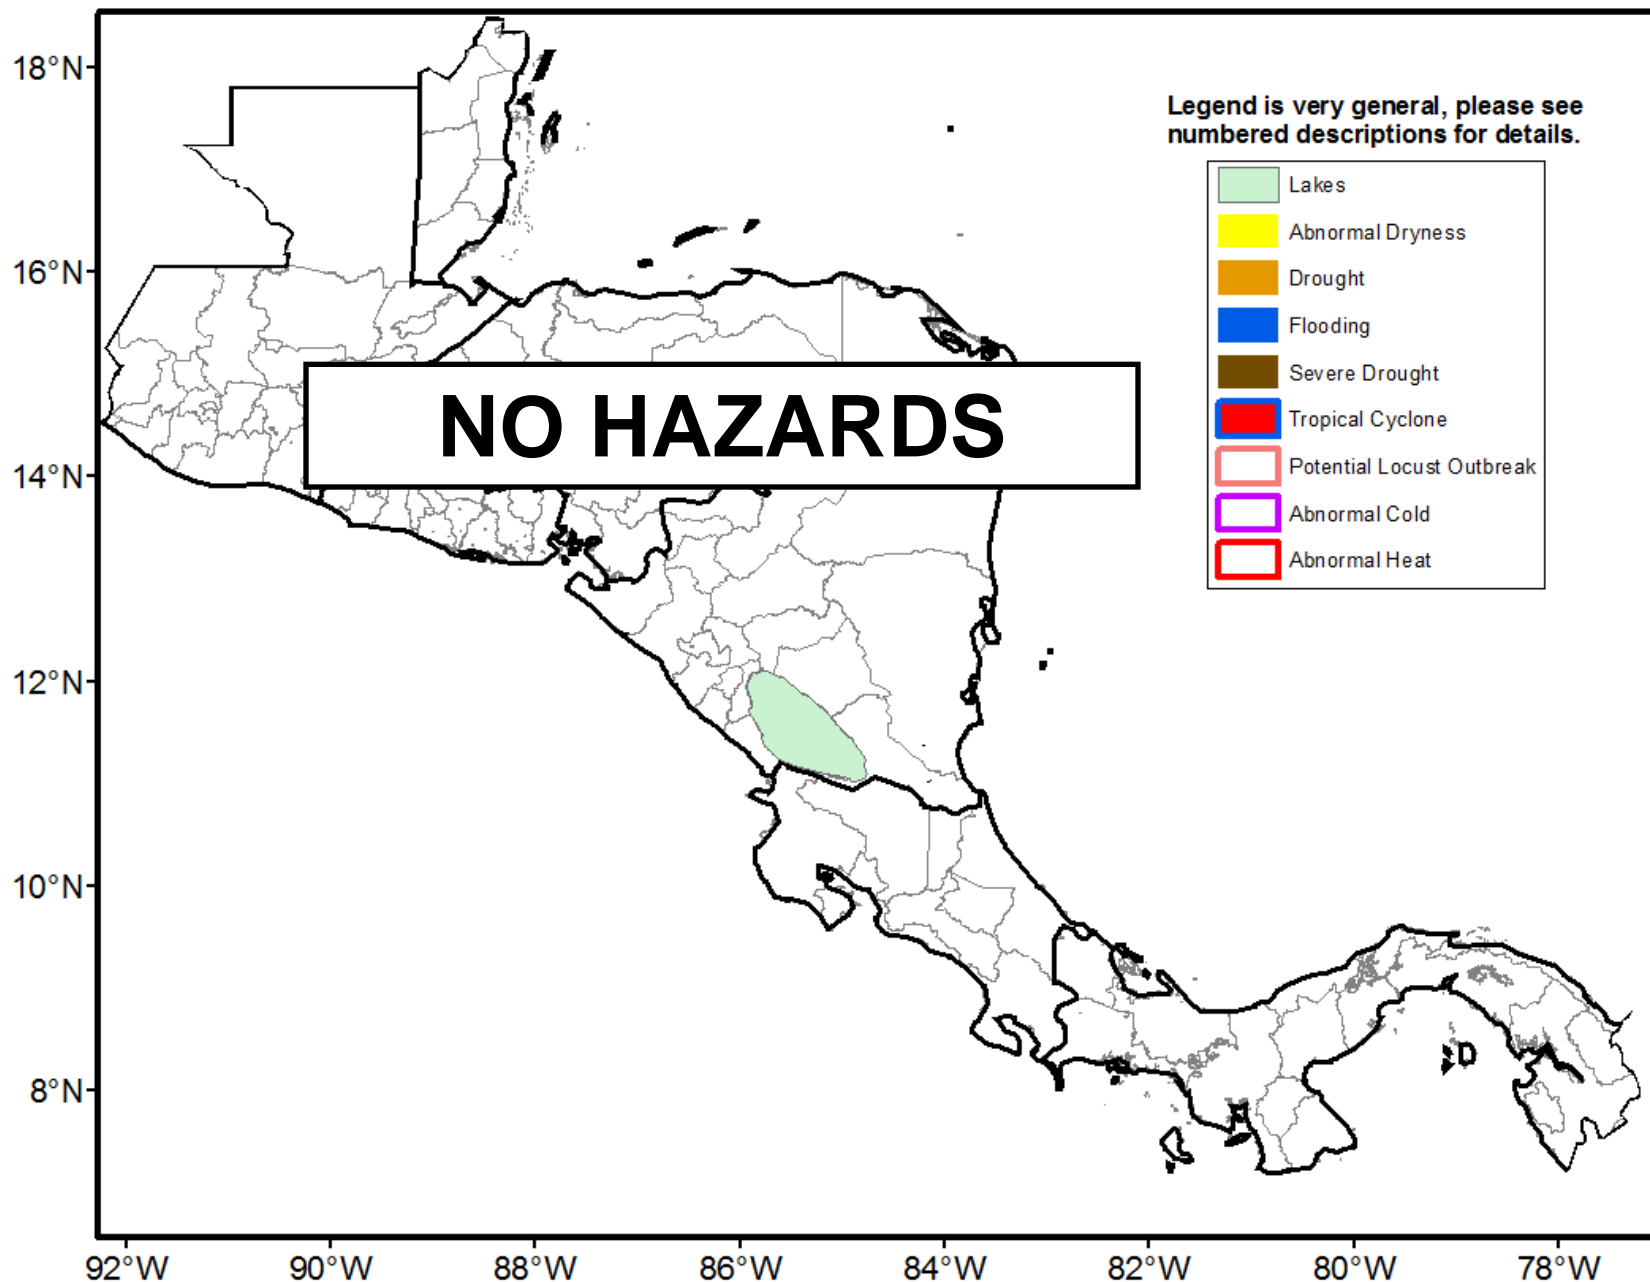 18°N
16°N
14°N
12°N
10°N
8°N
Legend is very general, please see
numbered descriptions for details.
Lakes
Abnormal Dryness
Drought
Flooding
Severe Drought
Tropical Cyclone
Potential Locust Outbreak
Abnormal Cold
Abnormal Heat
NO HAZARDS
92°W 90°W 88°W 86°W 84°W 82°W 80°W 78°W